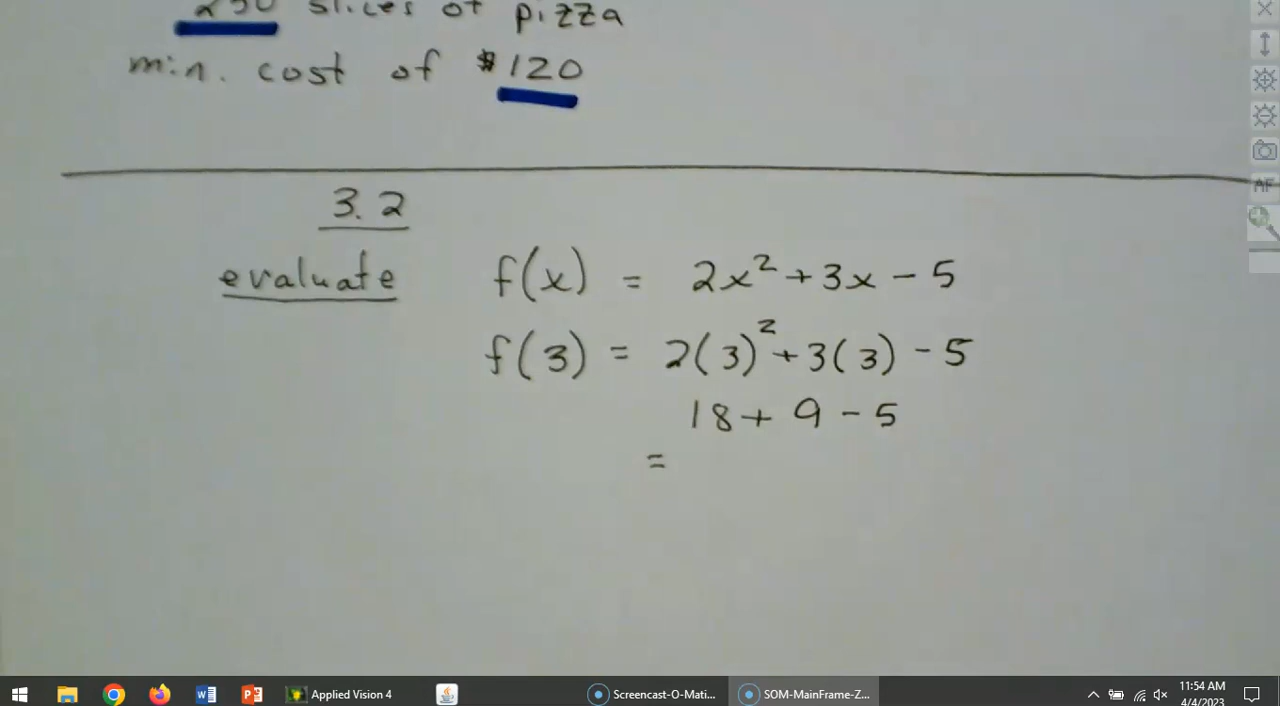 slices of pizza
min. cost of $120
3.2
evaluate f(x) = 2x² + 3x - 5
f(3) = 2(3)² + 3(3) - 5
18 + 9 - 5
=
AF
Applied Vision 4
Screencast-O-Mati...
SOM-MainFrame-Z...
11:54 AM
4/4/2023